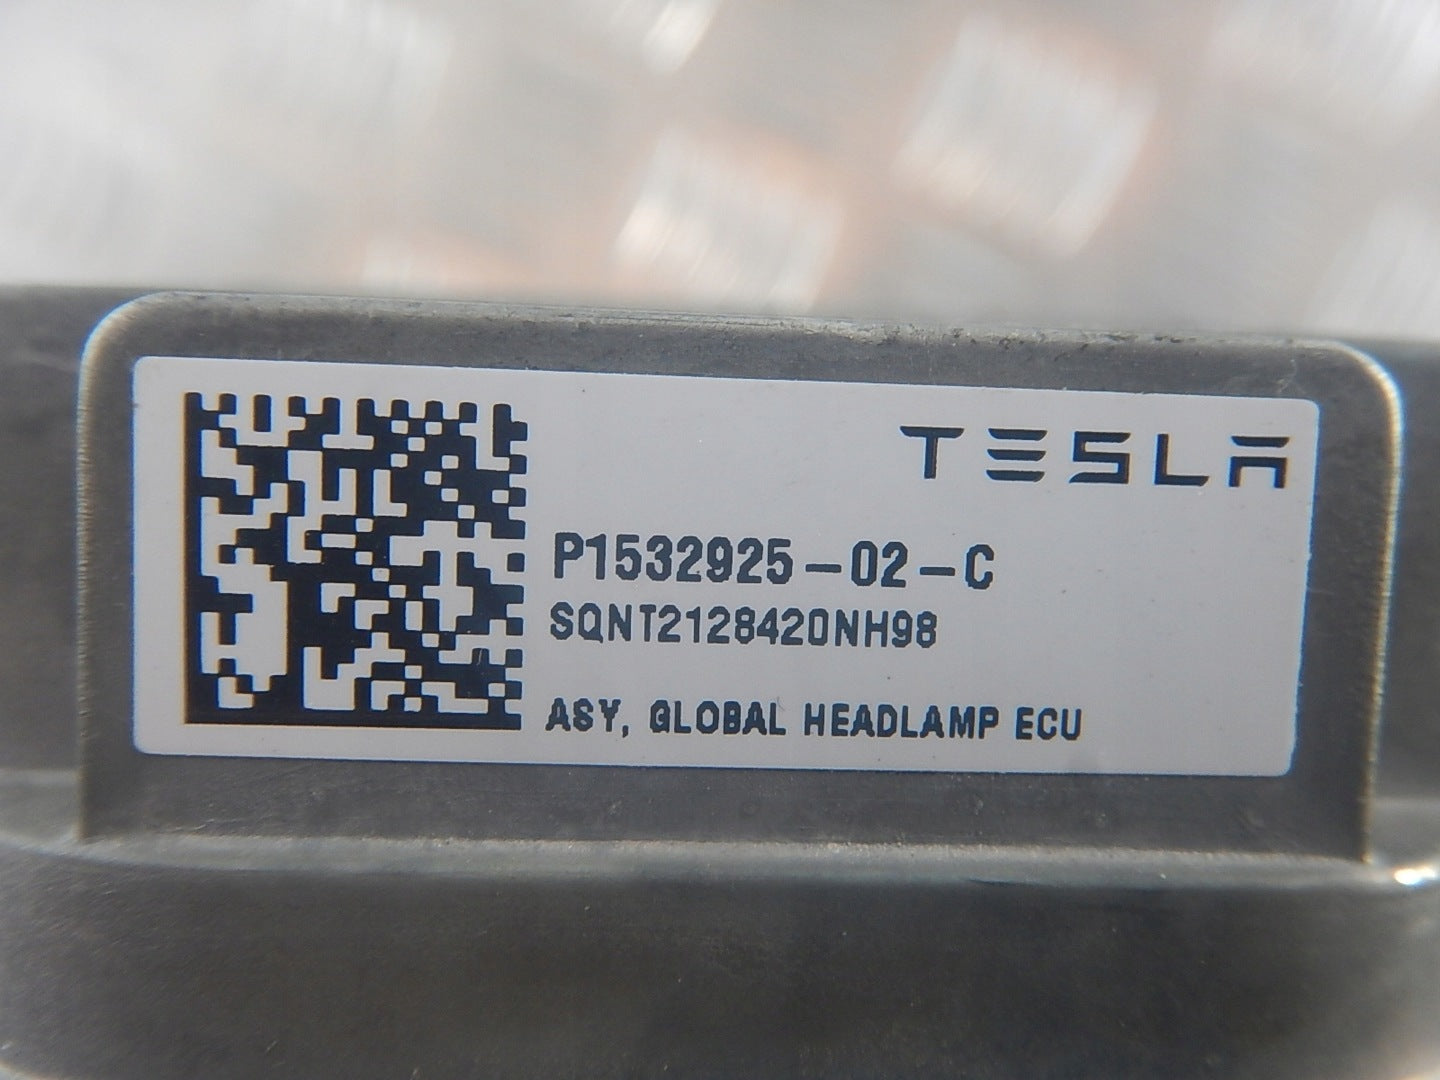 TESLA
P1532925-02-C
SQNT2128420NH98
ASY, GLOBAL HEADLAMP ECU